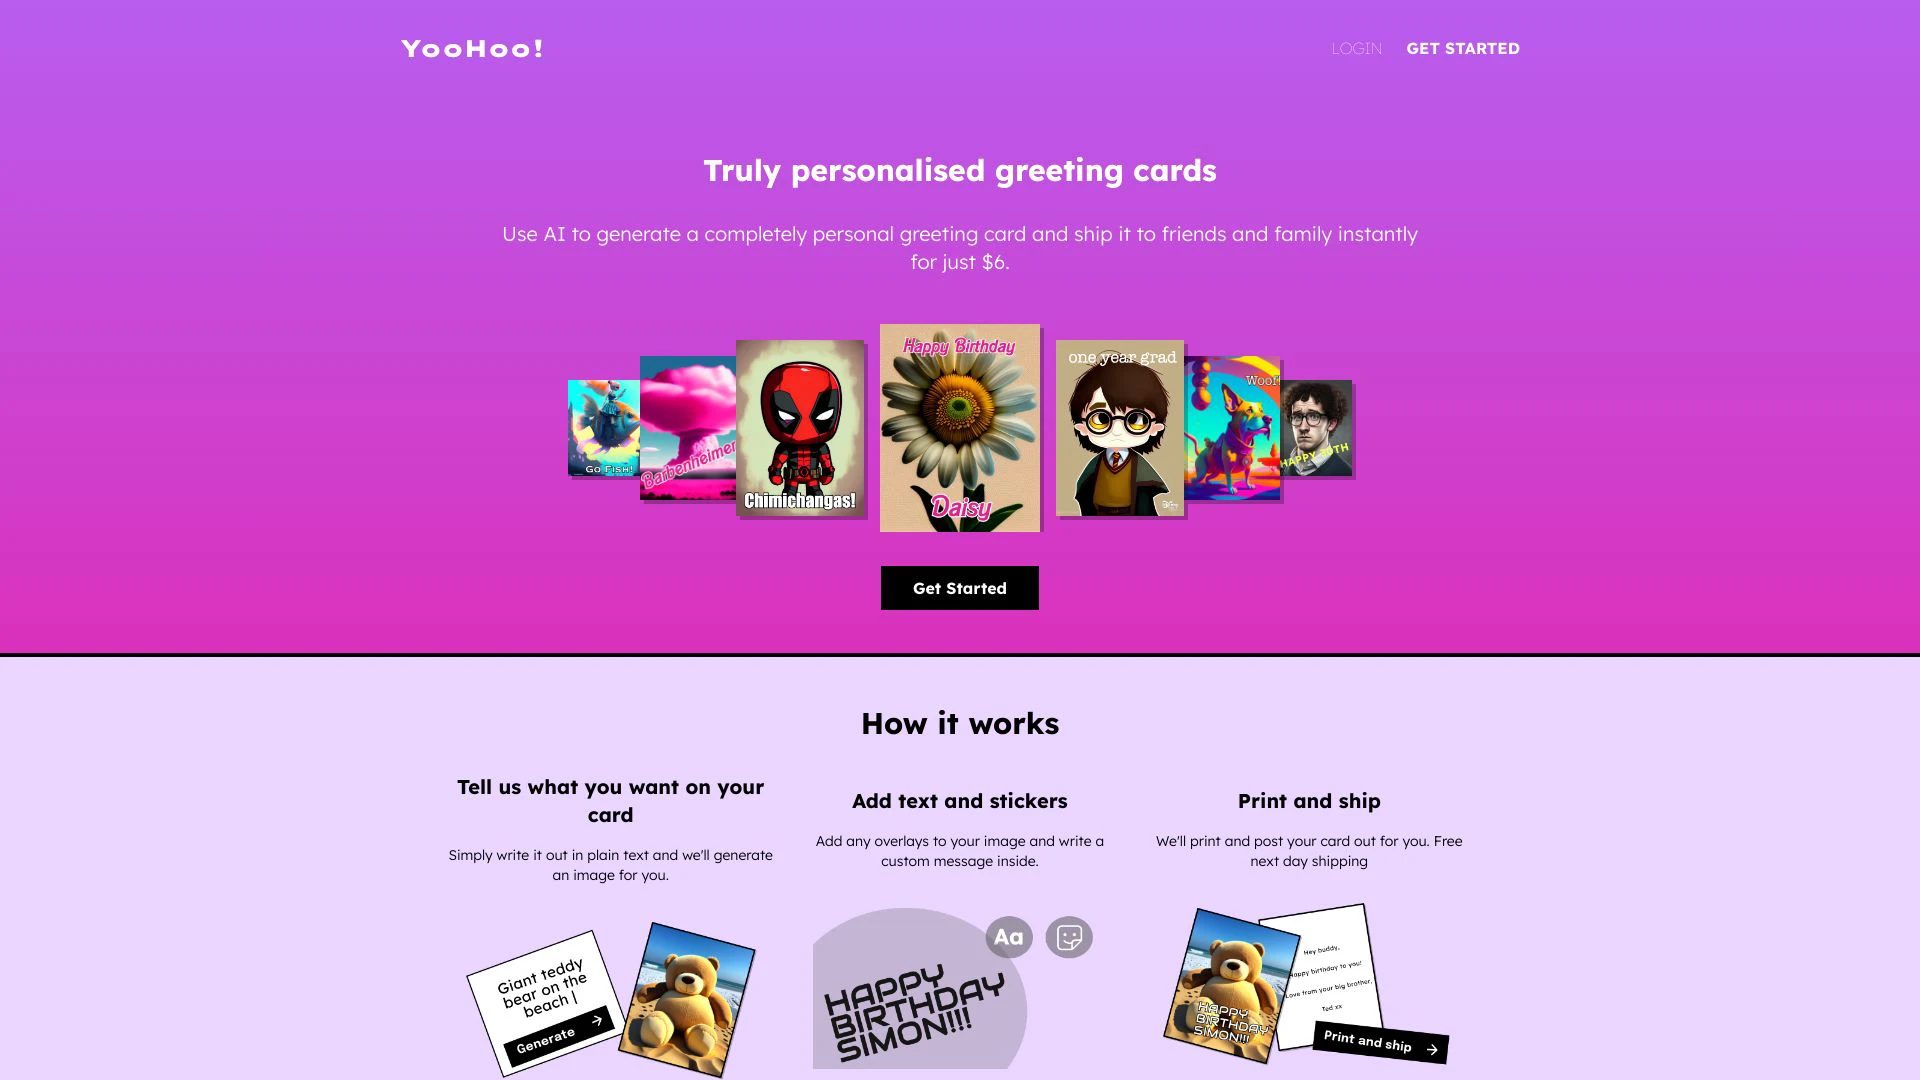 YooHoo!
LOGIN
GET STARTED
Truly personalised greeting cards
Use AI to generate a completely personal greeting card and ship it to friends and family instantly
for just $6.
Go Fish!
Barbenheimer
Chimichangas!
Happy Birthday
Daisy
one year grad
Woof!
HAPPY 30TH
Get Started
How it works
Tell us what you want on your
card
Simply write it out in plain text and we'll generate
an image for you.
Giant teddy
bear on the
beach |
Generate
Add text and stickers
Add any overlays to your image and write a
custom message inside.
Aa
HAPPY
BIRTHDAY
SIMON!!!
Print and ship
We'll print and post your card out for you. Free
next day shipping
HAPPY
BIRTHDAY
SIMON!!!
Hey buddy,
Happy birthday to you!
Love from your big brother,
Ted xx
Print and ship